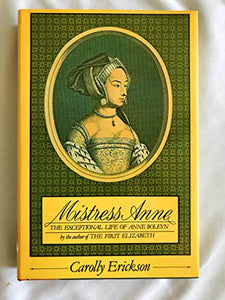 Mistress Anne
THE EXCEPTIONAL LIFE OF ANNE BOLEYN
by the author of THE FIRST ELIZABETH
Carolly Erickson